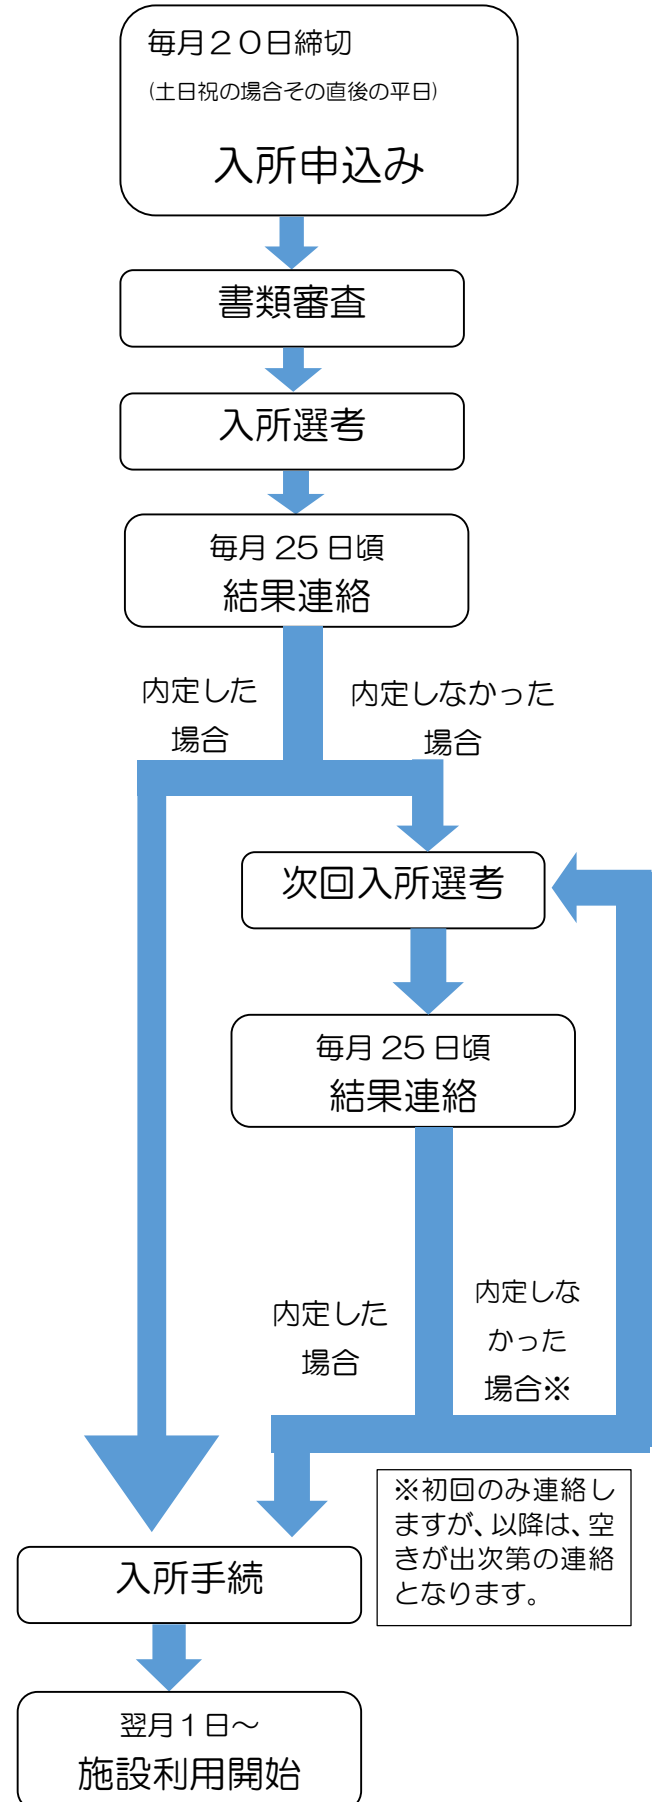 毎月２０日締切
(土日祝の場合その直後の平日)
入所申込み
書類審査
入所選考
毎月 25 日頃
結果連絡
内定した
場合
内定しなかった
場合
次回入所選考
毎月 25 日頃
結果連絡
内定した
場合
内定しな
かった
場合※
※初回のみ連絡し
ますが、以降は、空
きが出次第の連絡
となります。
入所手続
翌月１日～
施設利用開始